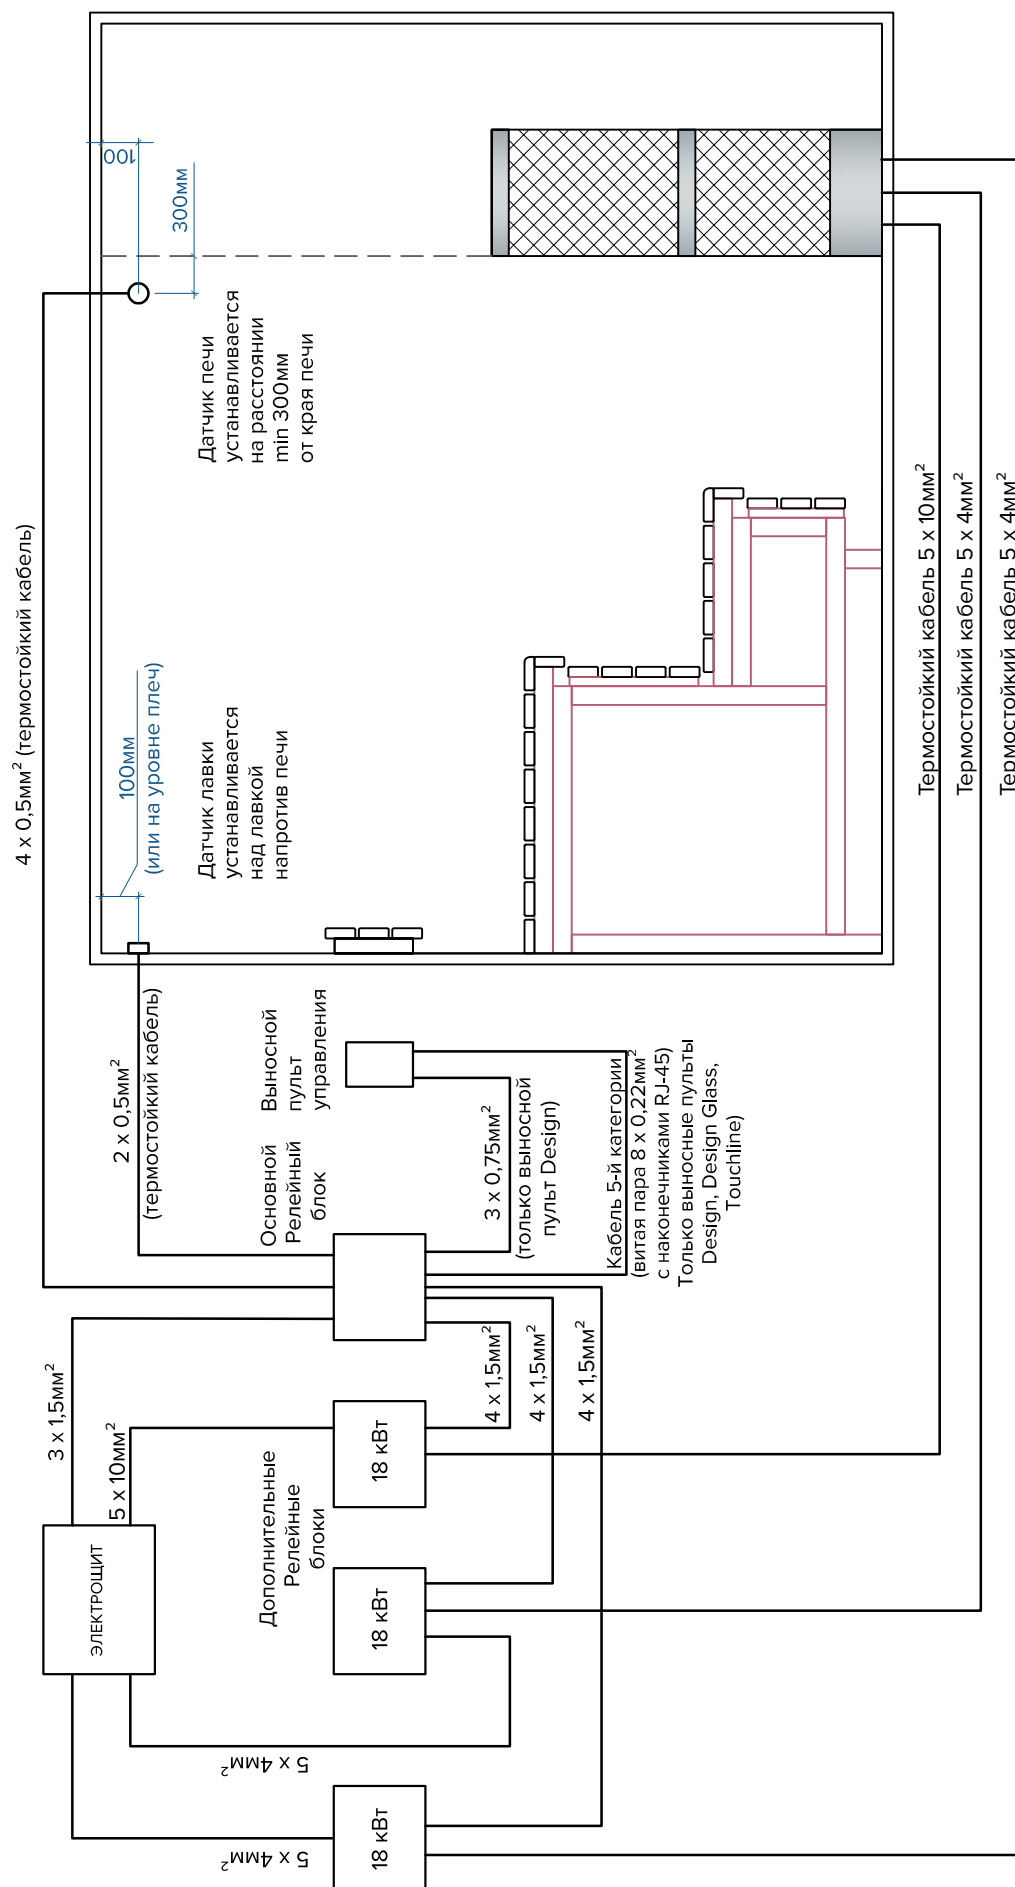 4 x 0,5мм² (термостойкий кабель)
100
300мм
Датчик печи
устанавливается
на расстоянии
min 300мм
от края печи
100мм
(или на уровне плеч)
Датчик лавки
устанавливается
над лавкой
напротив печи
2 x 0,5мм²
(термостойкий кабель)
Выносной
пульт
управления
Основной
Релейный
блок
3 x 0,75мм²
(только выносной
пульт Design)
Кабель 5-й категории
(витая пара 8 x 0,22мм²
с наконечниками RJ-45)
Только выносные пульты
Design, Design Glass,
Touchline)
3 x 1,5мм²
5 x 10мм²
4 x 1,5мм²
4 x 1,5мм²
4 x 1,5мм²
Дополнительные
Релейные
блоки
ЭЛЕКТРОЩИТ
18 кВт
18 кВт
18 кВт
5 x 4мм²
5 x 4мм²
Термостойкий кабель 5 x 10мм²
Термостойкий кабель 5 x 4мм²
Термостойкий кабель 5 x 4мм²